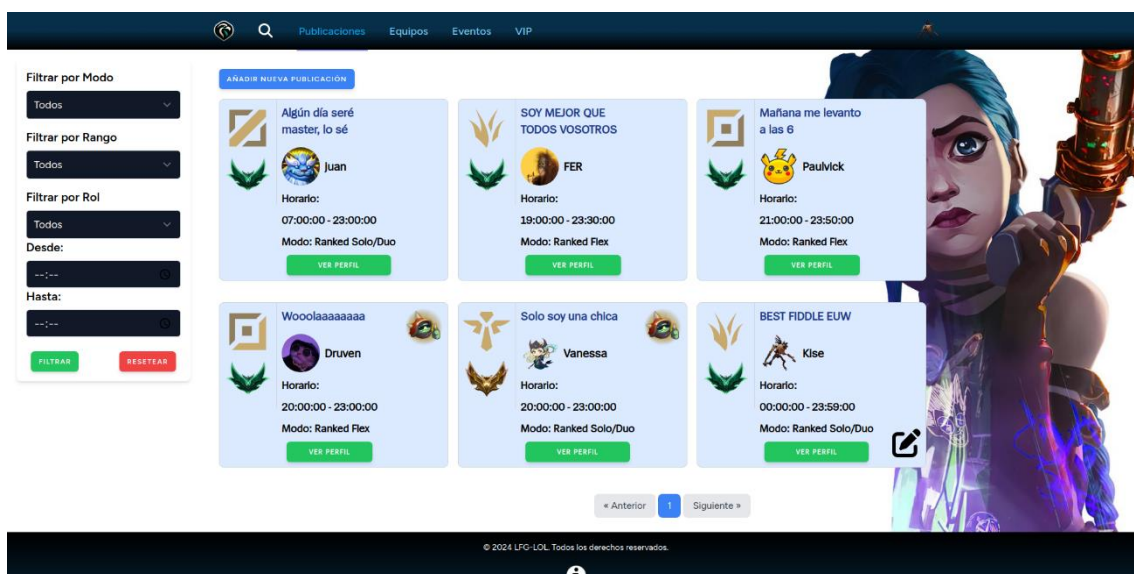 Publicaciones Equipos Eventos VIP
Filtrar por Modo
Todos
Filtrar por Rango
Todos
Filtrar por Rol
Todos
Desde:
--:--
Hasta:
--:--
FILTRAR RESETEAR
AÑADIR NUEVA PUBLICACIÓN
Algún día seré
master, lo sé
Juan
Horario:
07:00:00 - 23:00:00
Modo: Ranked Solo/Duo
VER PERFIL
SOY MEJOR QUE
TODOS VOSOTROS
FER
Horario:
19:00:00 - 23:30:00
Modo: Ranked Flex
VER PERFIL
Mañana me levanto
a las 6
Paulvick
Horario:
21:00:00 - 23:50:00
Modo: Ranked Flex
VER PERFIL
Wooolaaaaaaaa
Druven
Horario:
20:00:00 - 23:00:00
Modo: Ranked Flex
VER PERFIL
Solo soy una chica
Vanessa
Horario:
20:00:00 - 23:00:00
Modo: Ranked Solo/Duo
VER PERFIL
BEST FIDDLE EUW
Kise
Horario:
00:00:00 - 23:59:00
Modo: Ranked Solo/Duo
VER PERFIL
« Anterior 1 Siguiente »
© 2024 LFG-LOL. Todos los derechos reservados.